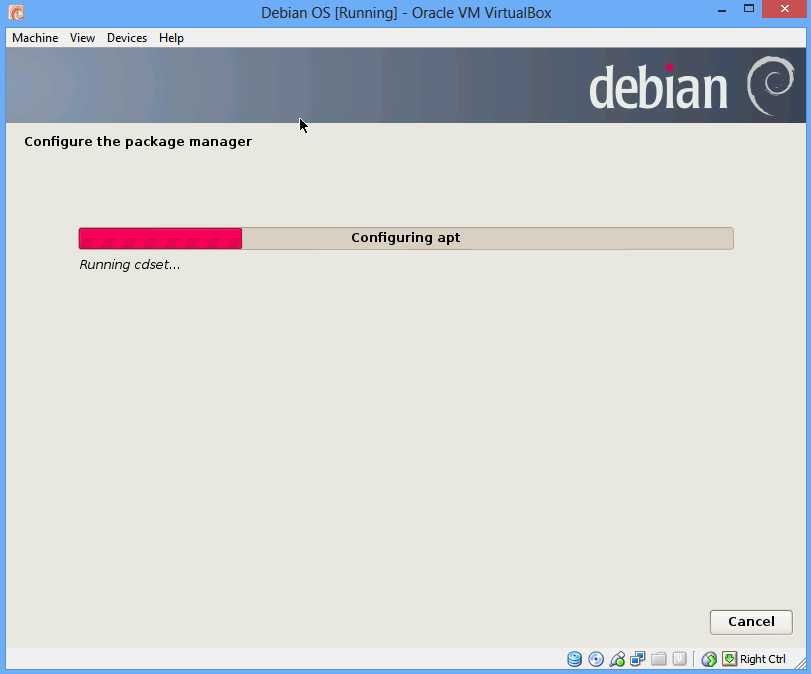 Debian OS [Running] - Oracle VM VirtualBox
Machine View Devices Help
debian
Configure the package manager
Configuring apt
Running cdset...
Cancel
Right Ctrl